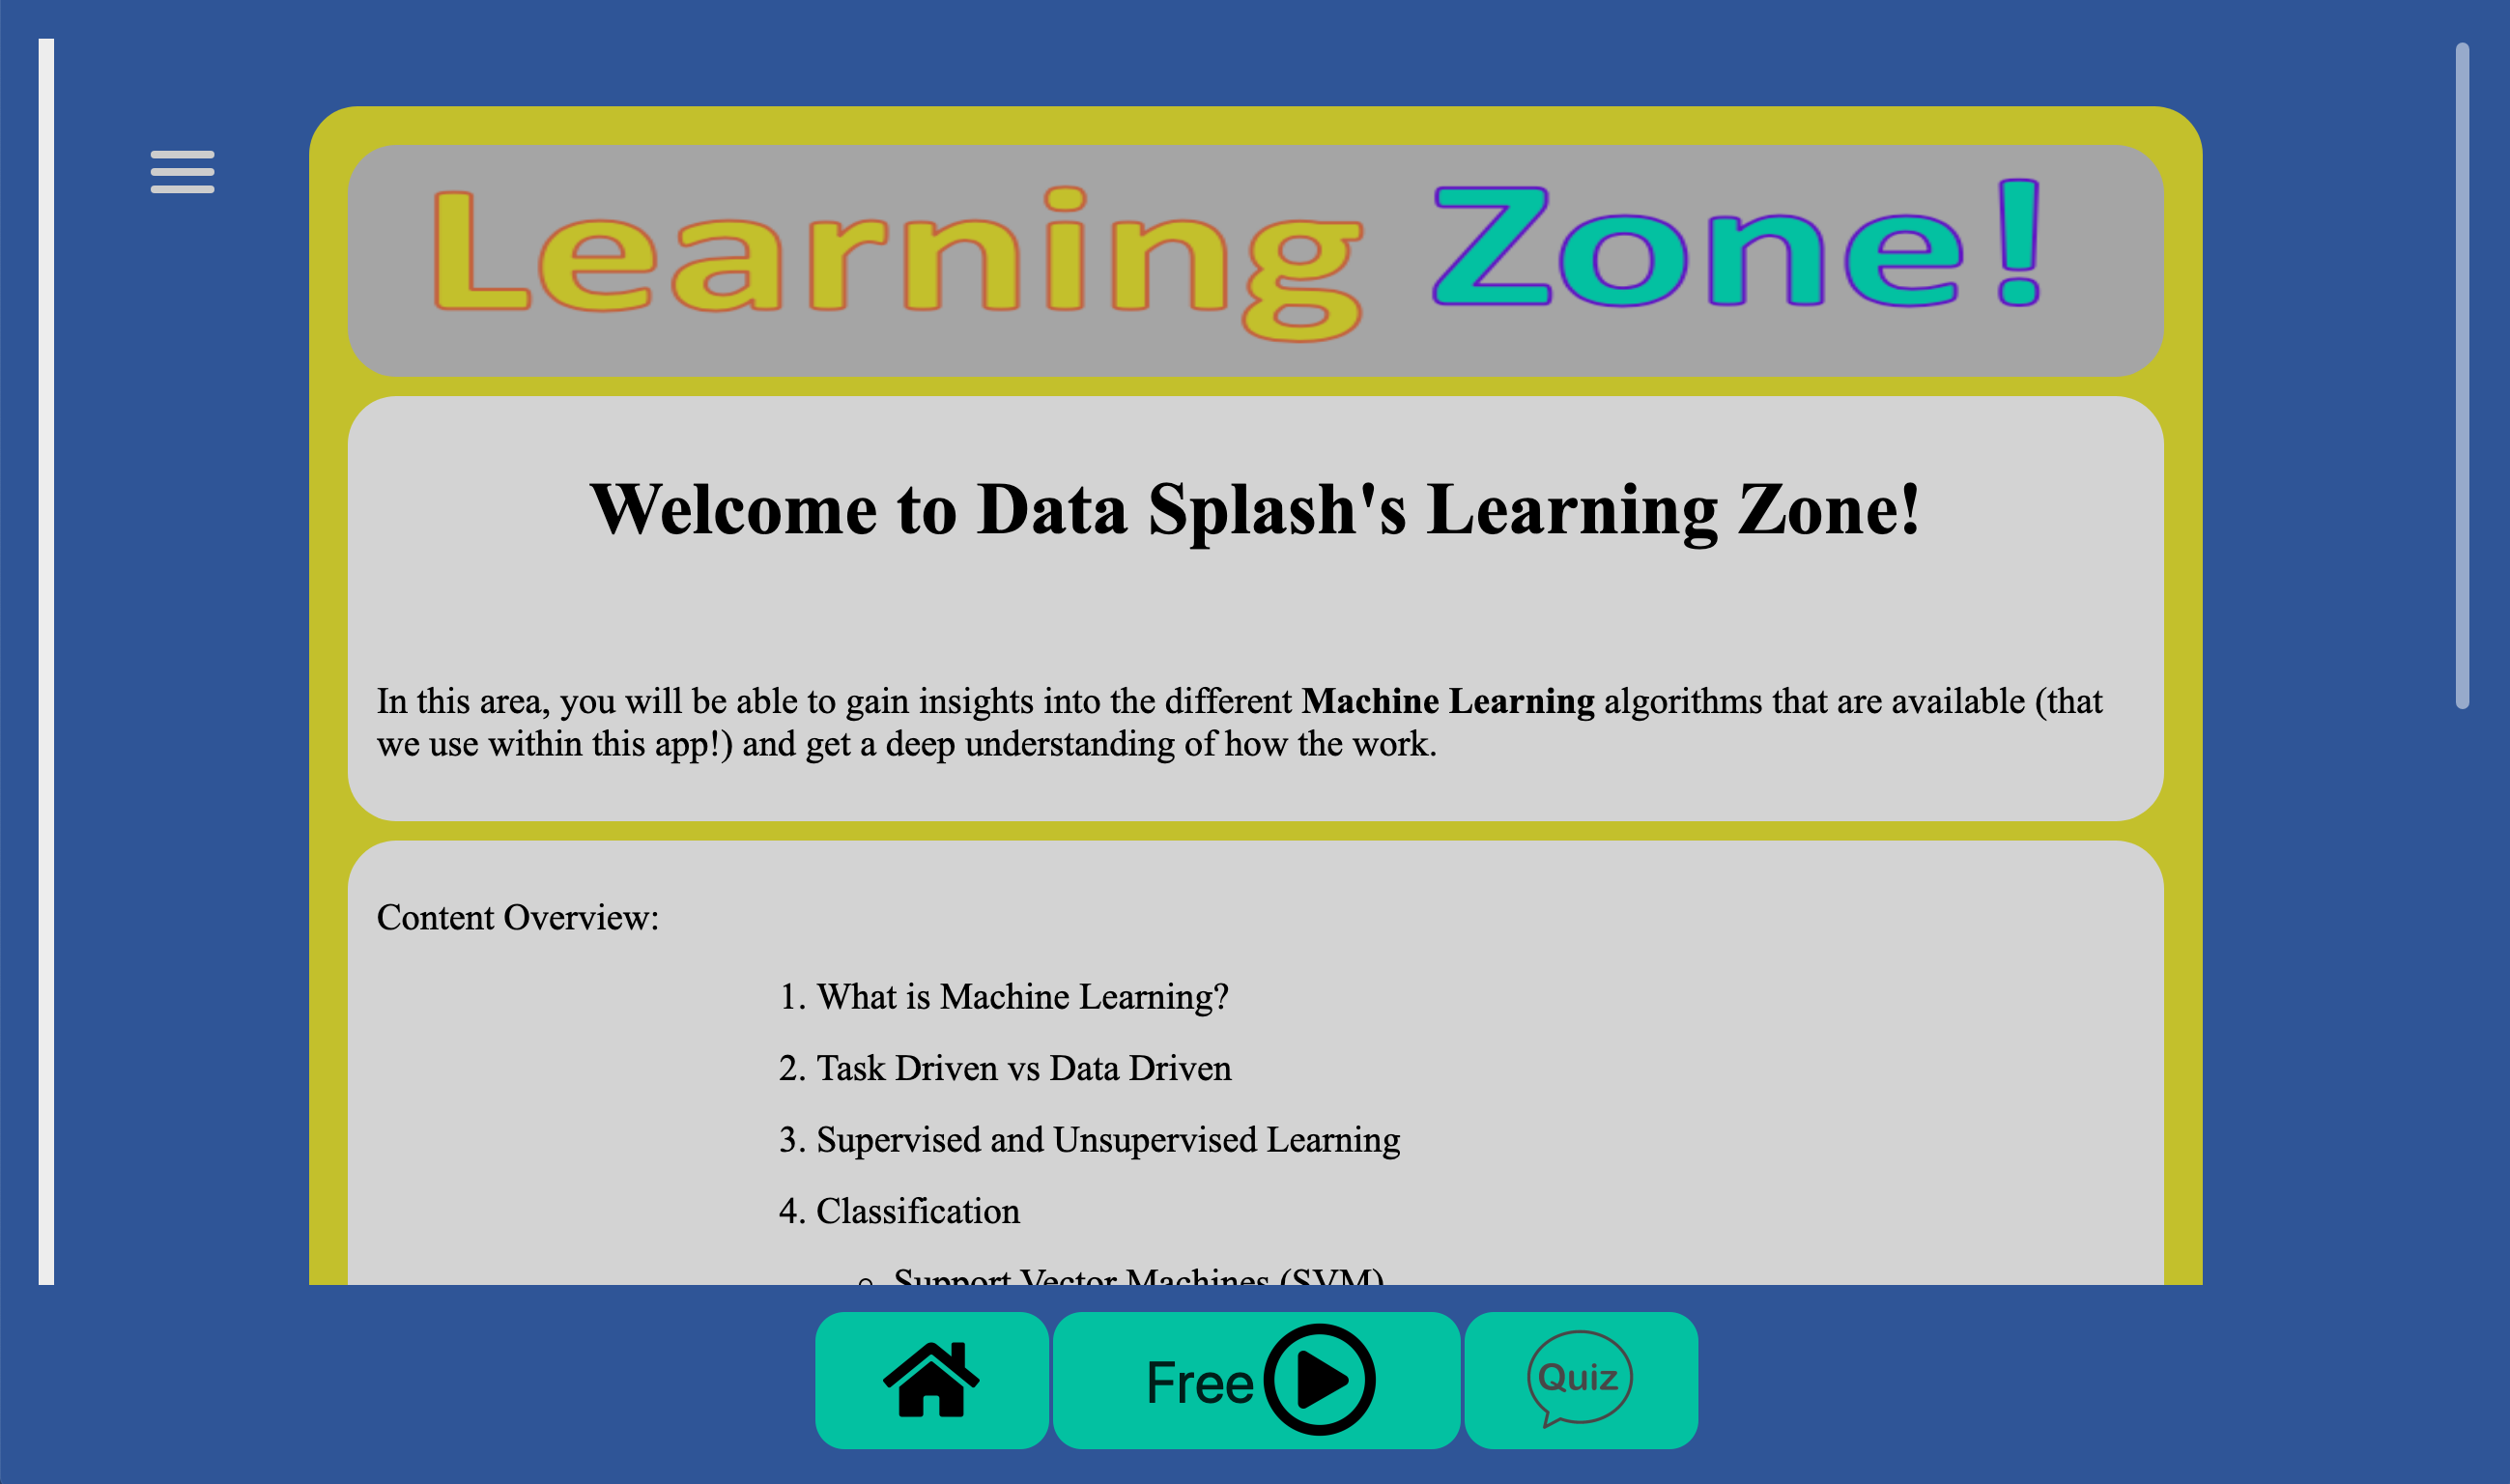 Learning Zone!
Welcome to Data Splash's Learning Zone!
In this area, you will be able to gain insights into the different Machine Learning algorithms that are available (that
we use within this app!) and get a deep understanding of how the work.
Content Overview:
1. What is Machine Learning?
2. Task Driven vs Data Driven
3. Supervised and Unsupervised Learning
4. Classification
○ Support Vector Machines (SVM)
Free
Quiz